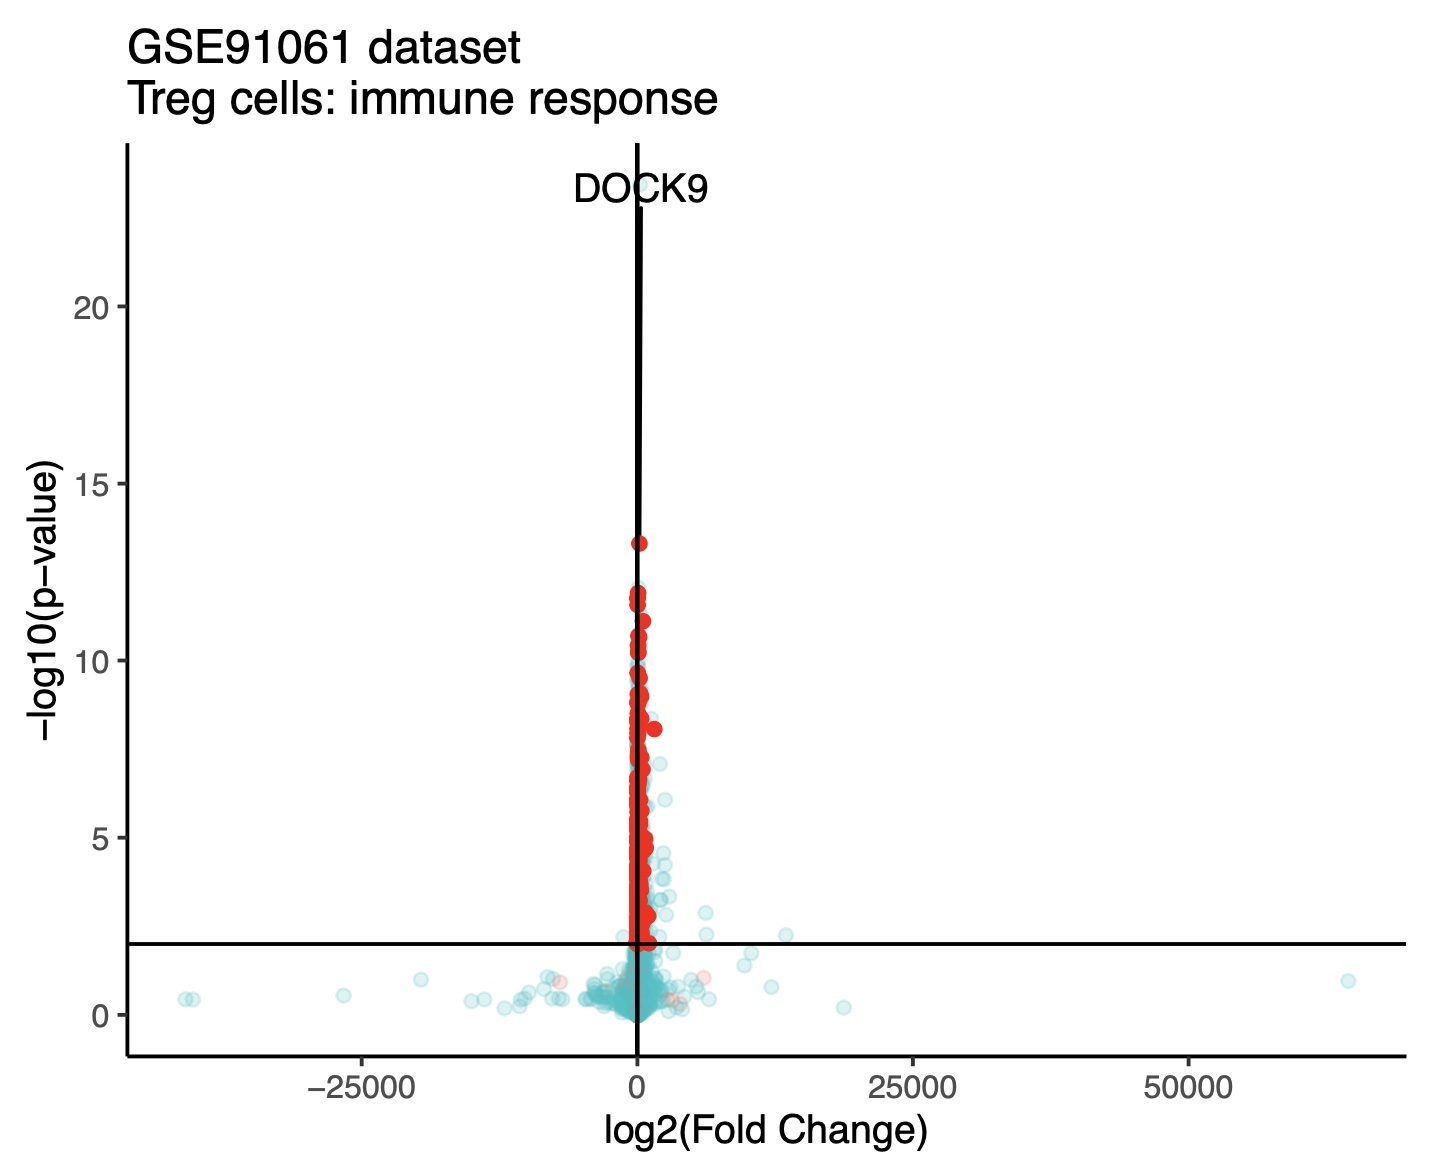 GSE91061 dataset
Treg cells: immune response
DOCK9
20
15
10
5
0
−log10(p−value)
−25000
0
25000
50000
log2(Fold Change)